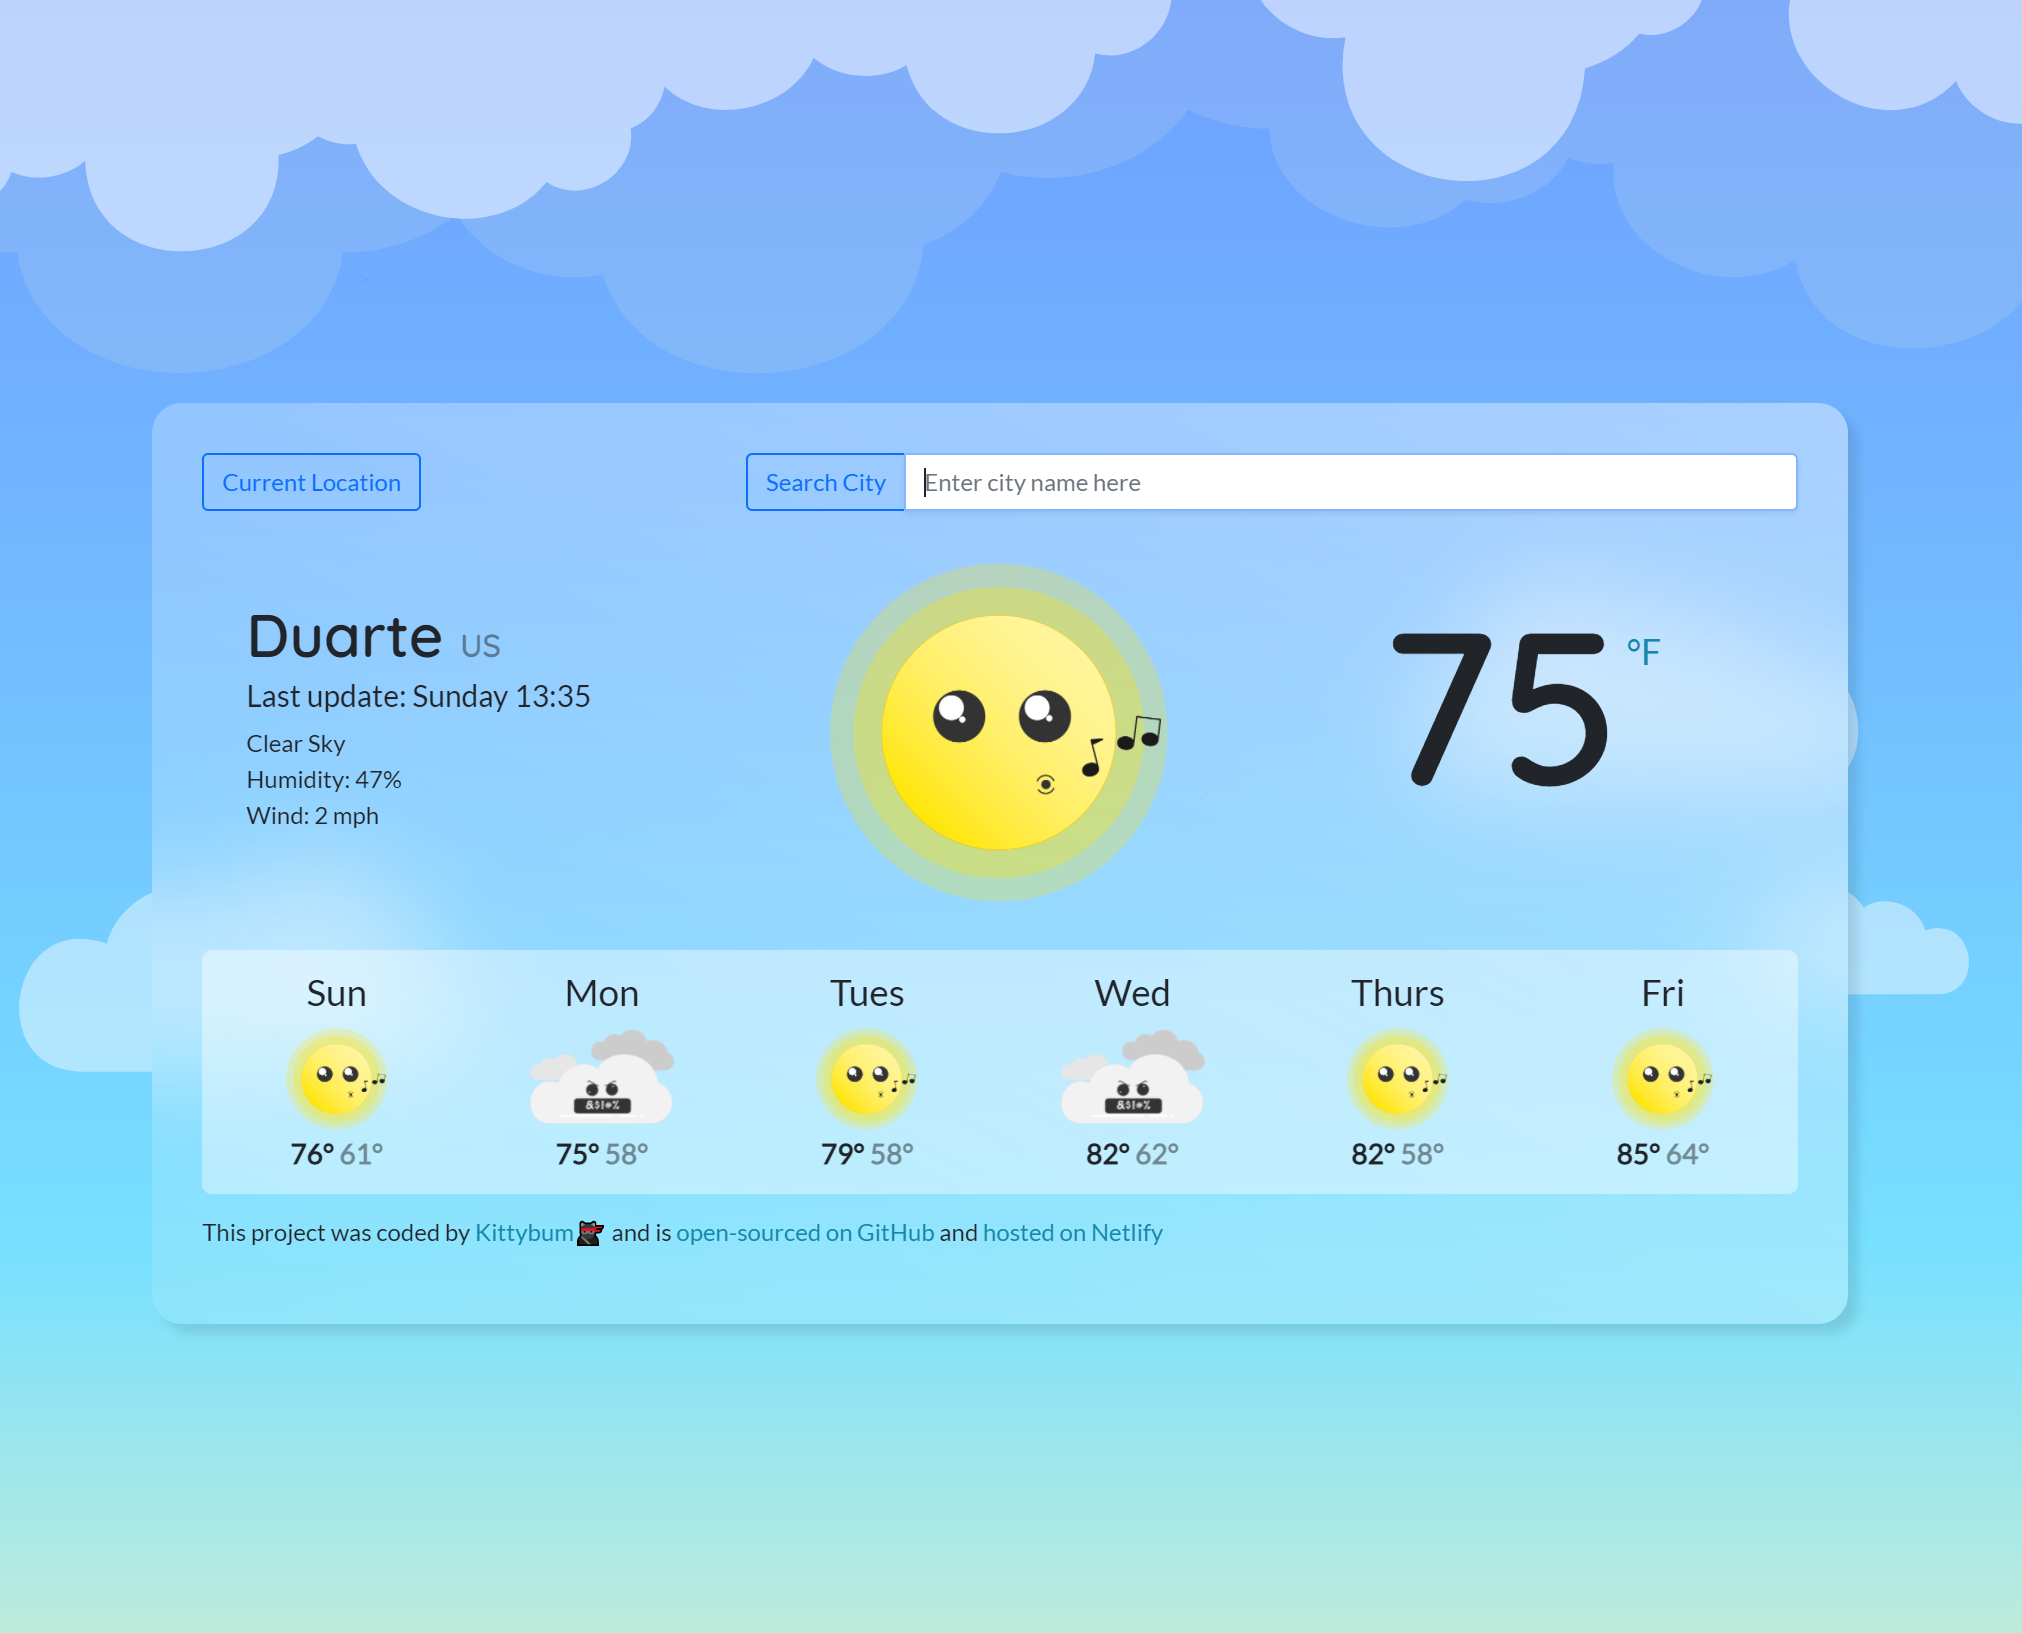 Current Location
Search City
Enter city name here
Duarte US
Last update: Sunday 13:35
Clear Sky
Humidity: 47%
Wind: 2 mph
75 °F
Sun Mon Tues Wed Thurs Fri
&$!#% &$!#%
76° 61° 75° 58° 79° 58° 82° 62° 82° 58° 85° 64°
This project was coded by Kittybum and is open-sourced on GitHub and hosted on Netlify